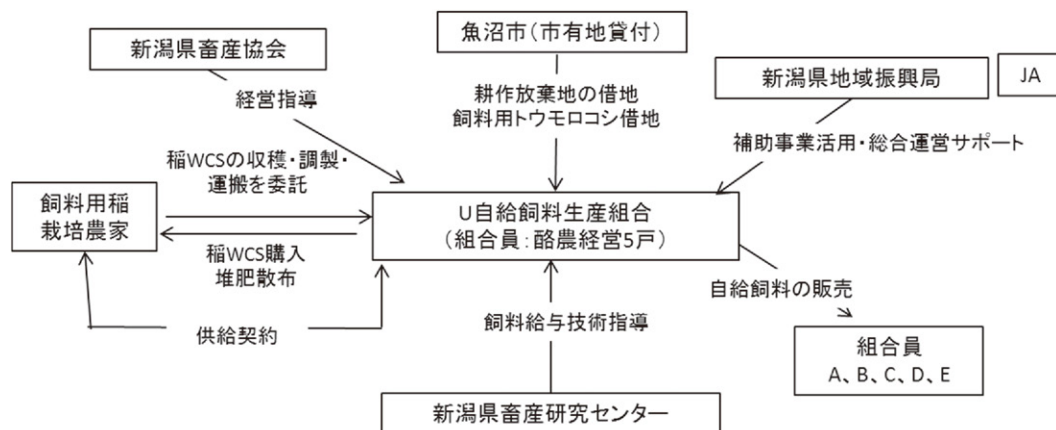 新潟県畜産協会
魚沼市(市有地貸付)
新潟県地域振興局
JA
経営指導
耕作放棄地の借地
飼料用トウモロコシ借地
補助事業活用・総合運営サポート
稲WCSの収穫・調製・
運搬を委託
飼料用稲
栽培農家
U自給飼料生産組合
(組合員:酪農経営5戸)
稲WCS購入
堆肥散布
自給飼料の販売
供給契約
飼料給与技術指導
組合員
A、B、C、D、E
新潟県畜産研究センター